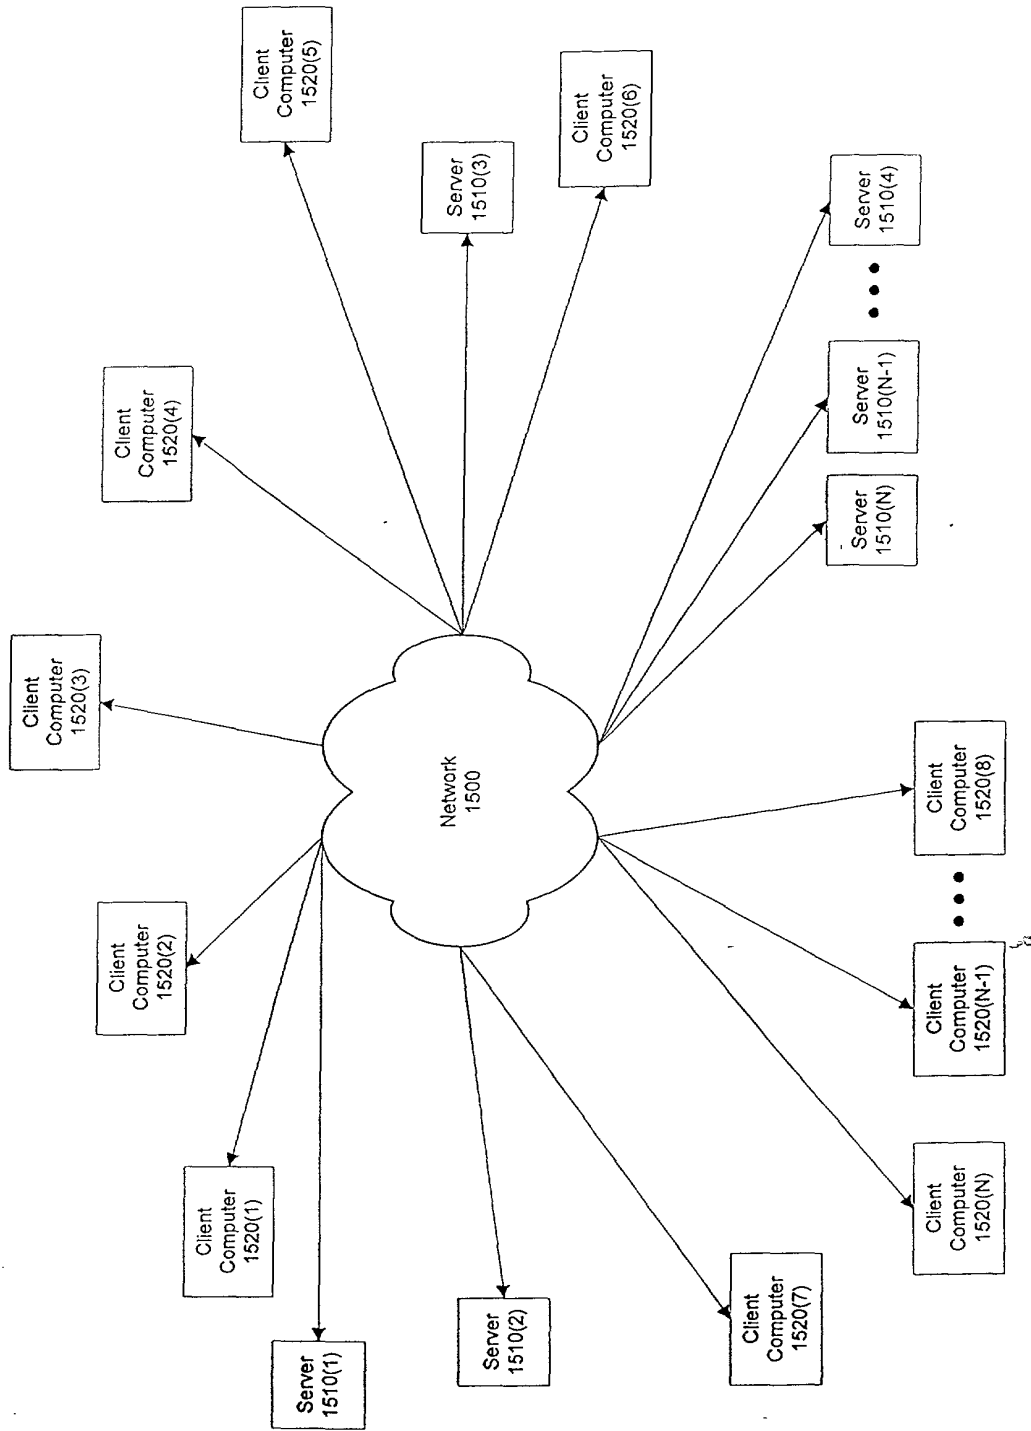 Client
Computer
1520(3)
Client
Computer
1520(2)
Client
Computer
1520(4)
Client
Computer
1520(1)
Client
Computer
1520(5)
Server
1510(1)
Network
1500
Server
1510(3)
Server
1510(2)
Client
Computer
1520(6)
Client
Computer
1520(7)
Server
1510(N)
Server
1510(N-1)
Server
1510(4)
Client
Computer
1520(N)
Client
Computer
1520(N-1)
Client
Computer
1520(8)